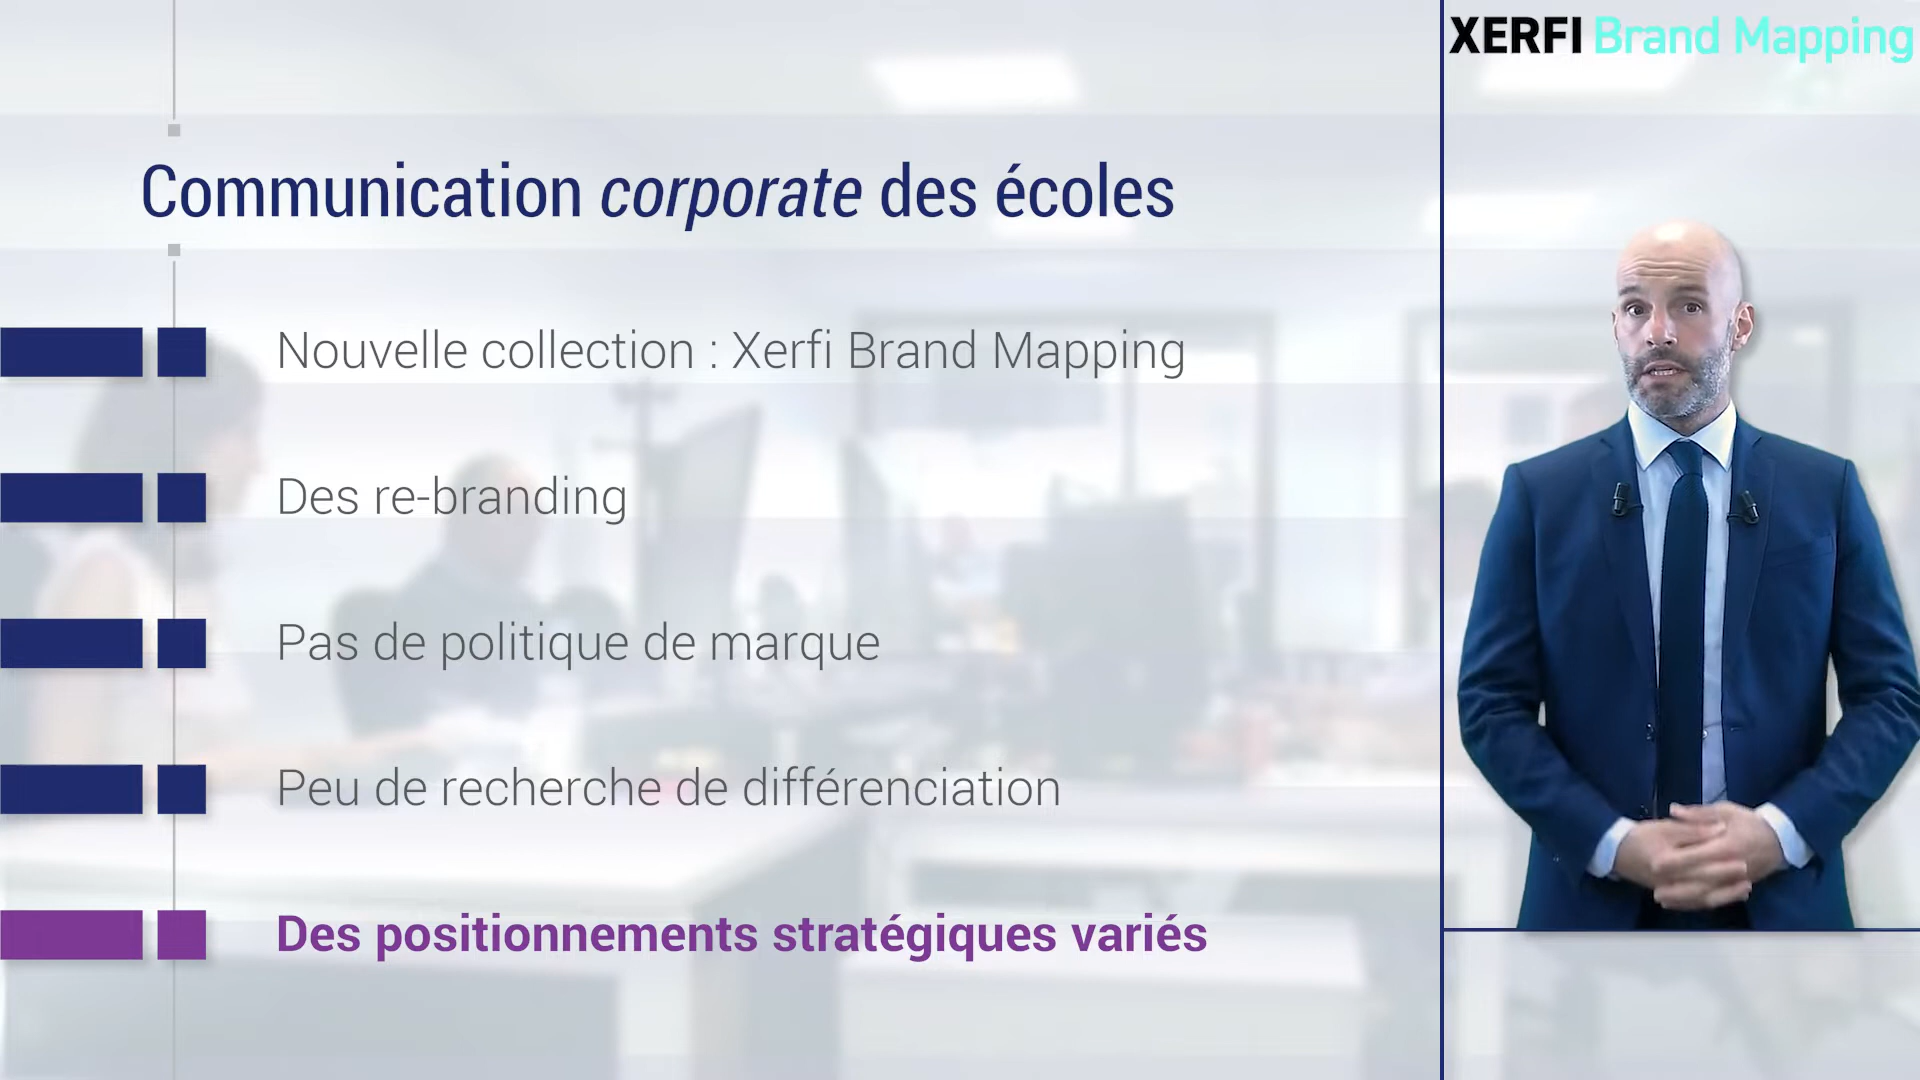 XERFI Brand Mapping
Communication corporate des écoles
Nouvelle collection : Xerfi Brand Mapping
Des re-branding
Pas de politique de marque
Peu de recherche de différenciation
Des positionnements stratégiques variés